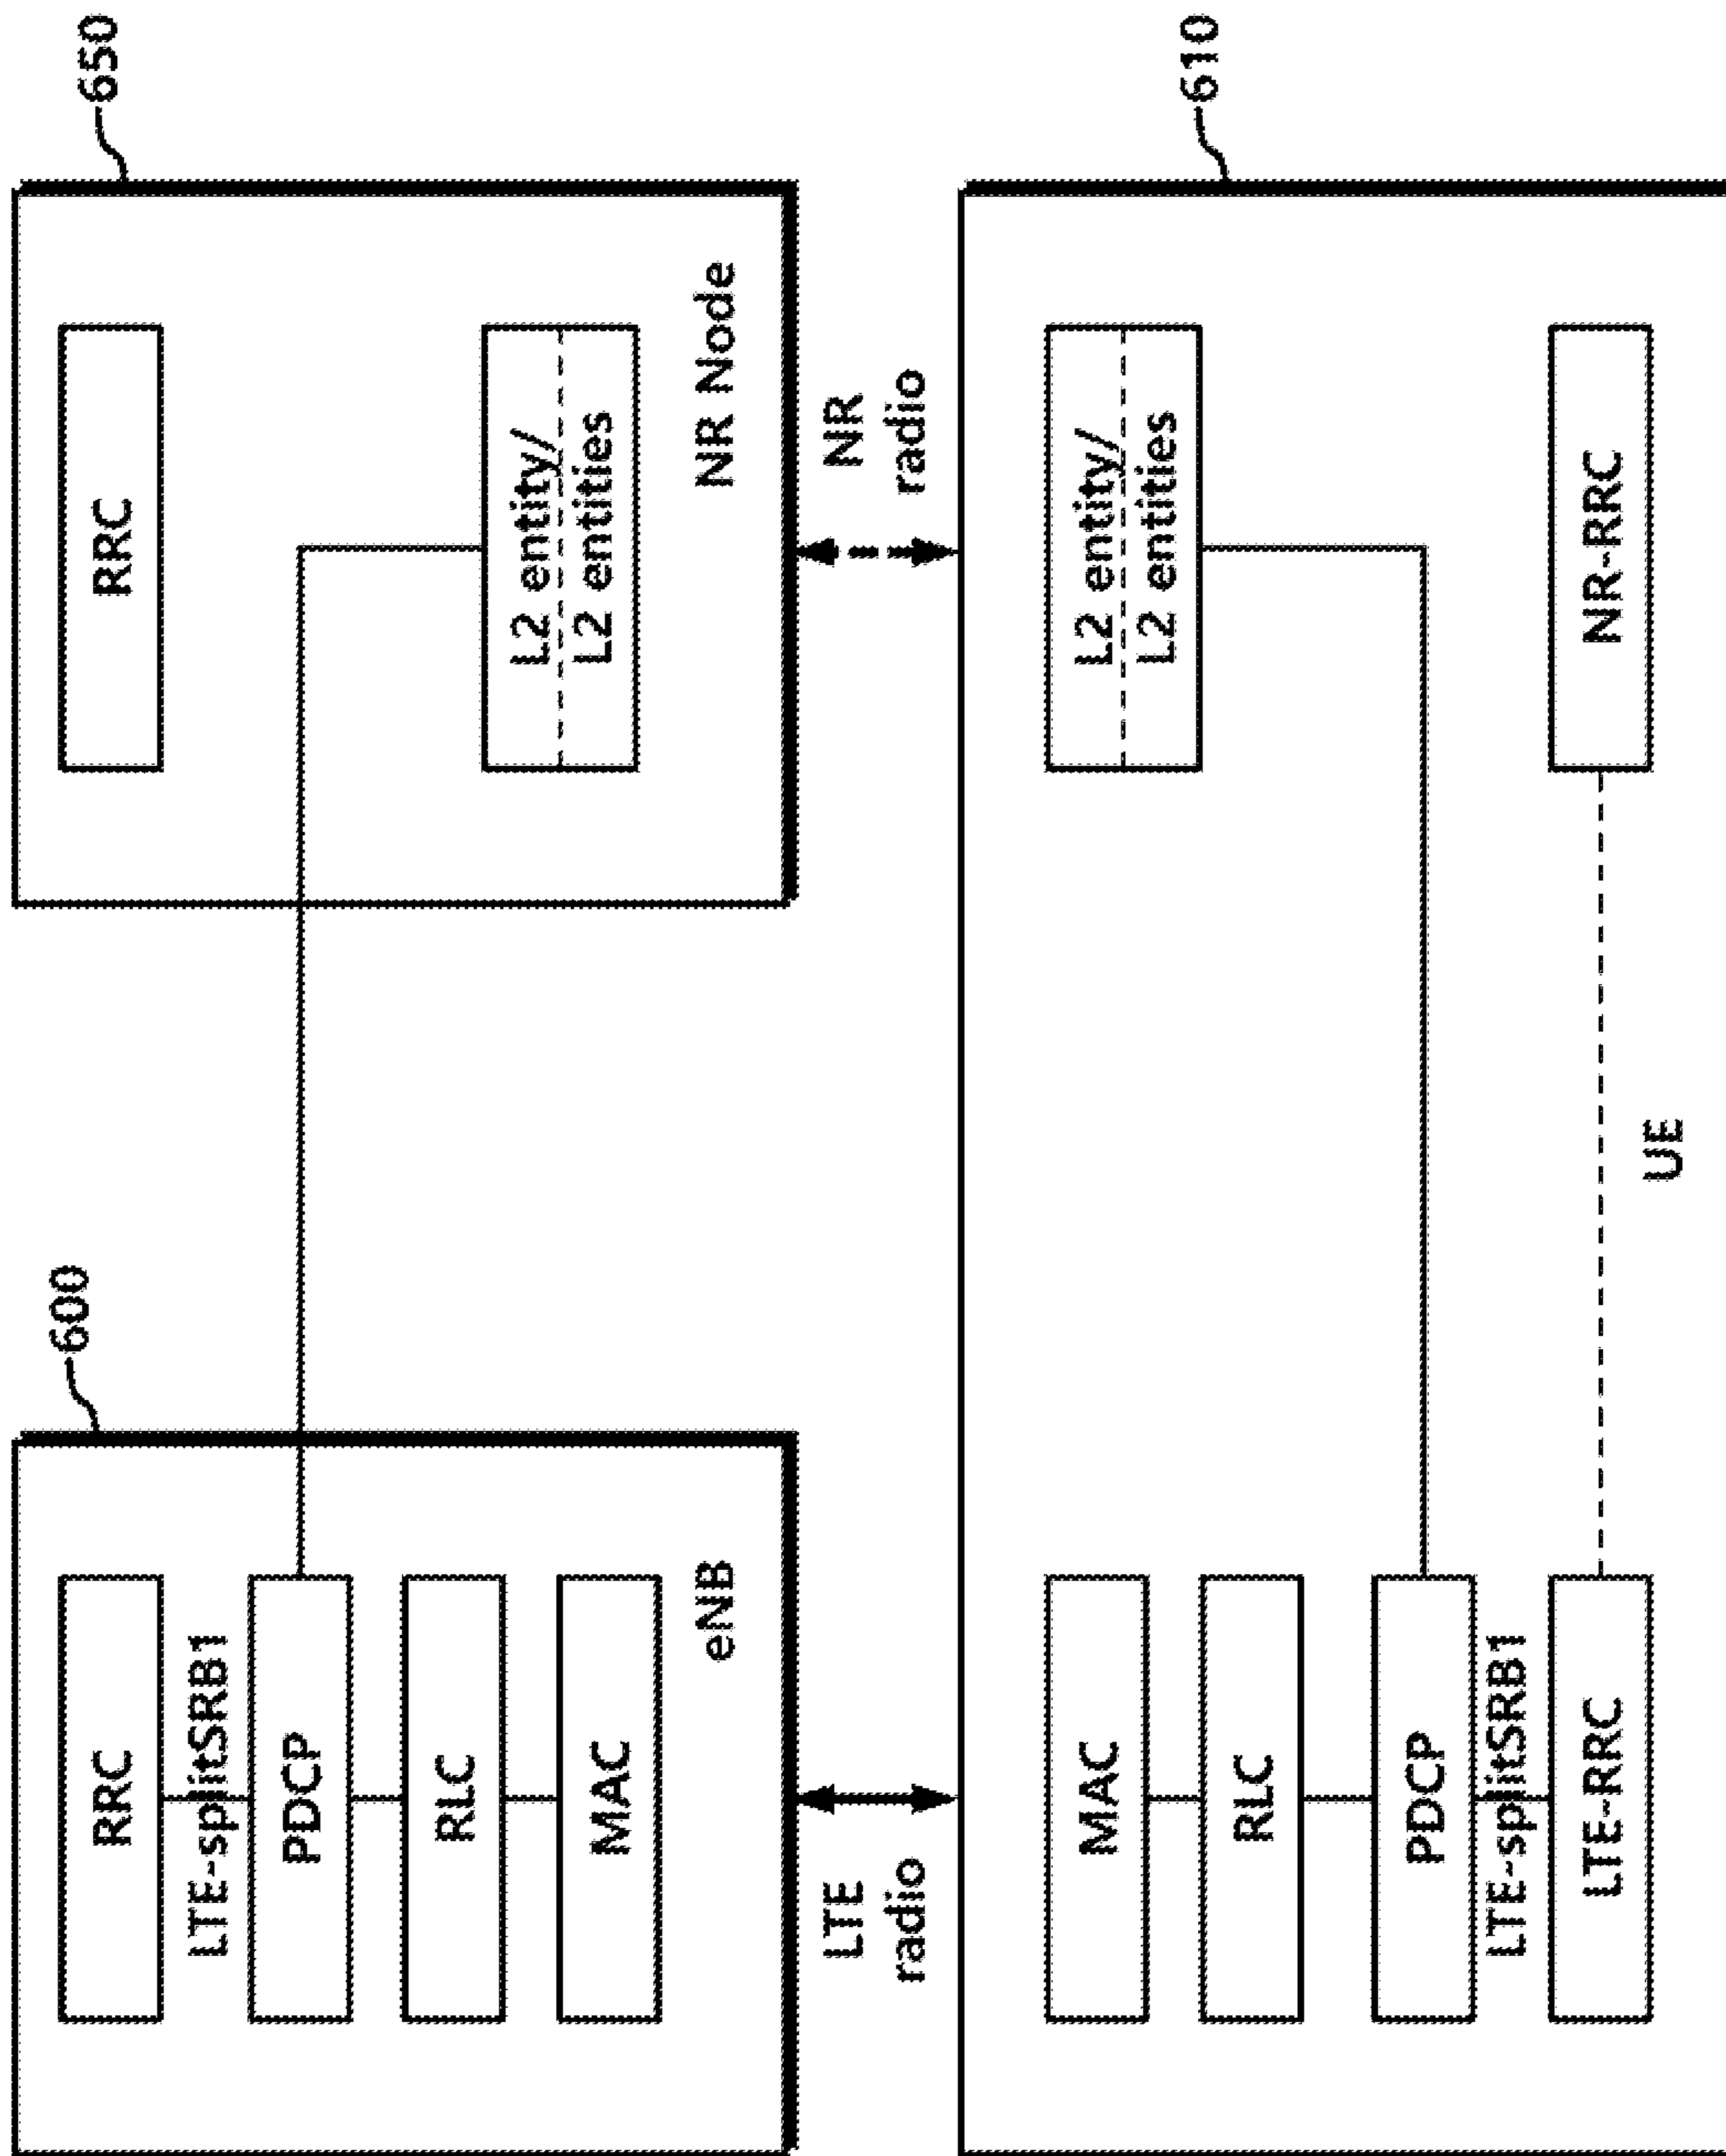 600
650
RRC
LTE-splitSRB1
PDCP
RLC
MAC
eNB
RRC
L2 entity/
L2 entities
NR Node
LTE
radio
NR
radio
610
MAC
RLC
PDCP
LTE-splitSRB1
LTE-RRC
L2 entity/
L2 entities
NR-RRC
UE